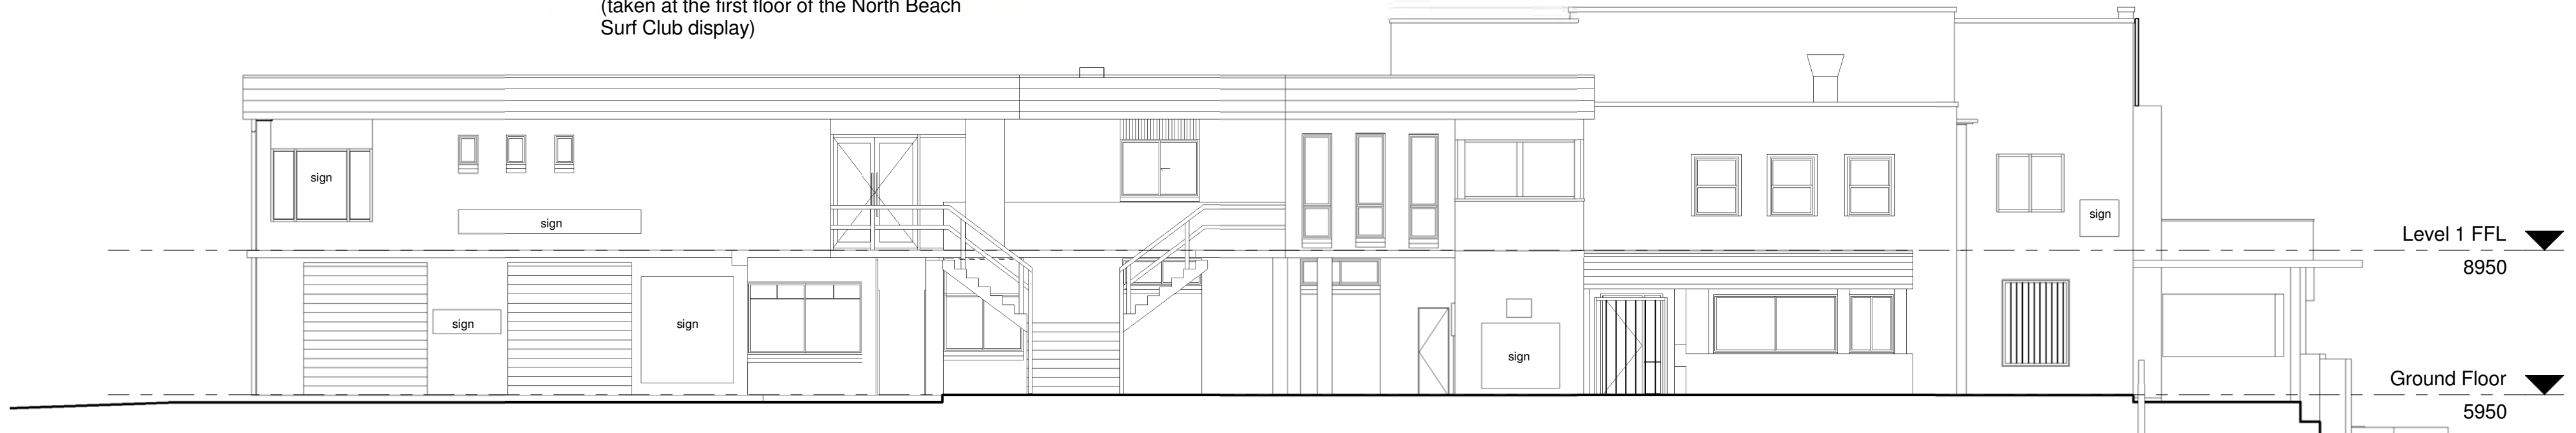 (taken at the first floor of the North Beach
Surf Club display)
sign
sign
sign
Level 1 FFL
8950
sign
sign
sign
Ground Floor
5950